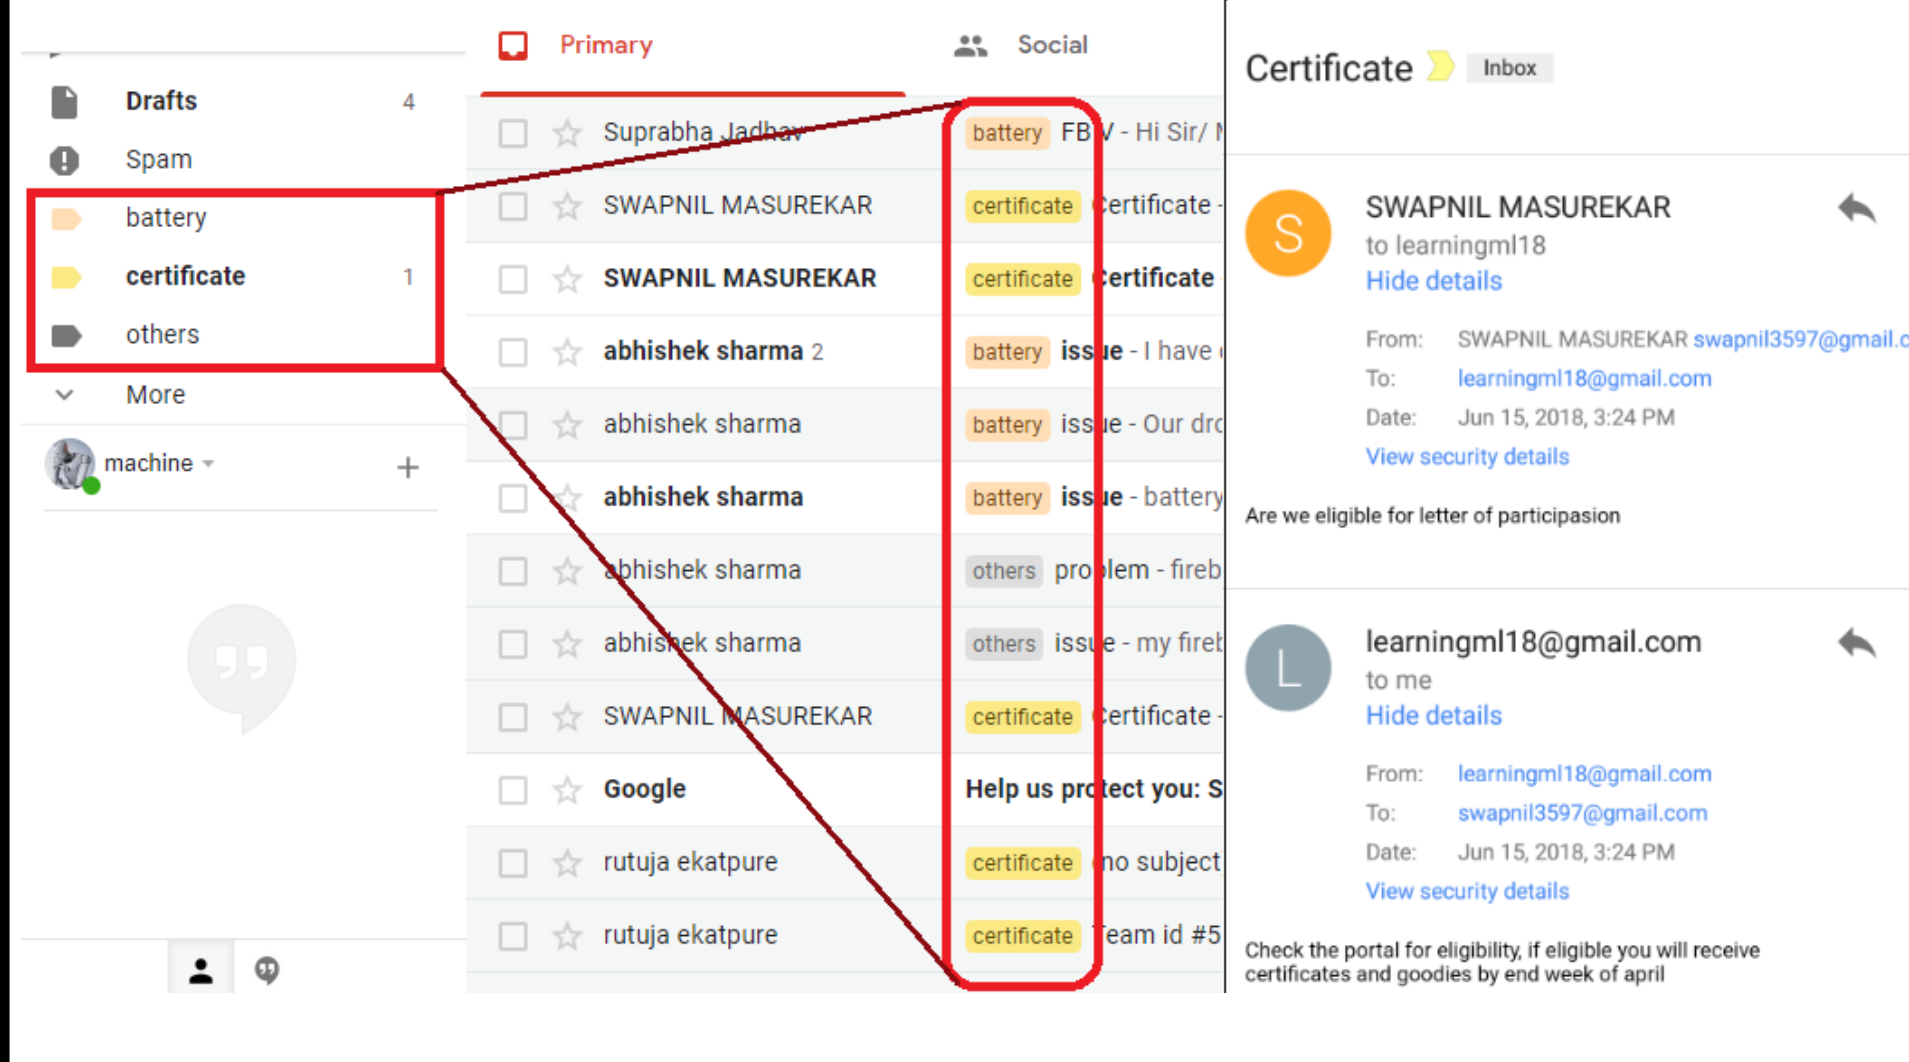 Drafts 4
Spam
battery
certificate 1
others
More
machine
Primary Social
Suprabha Jadhav battery FB V - Hi Sir/
SWAPNIL MASUREKAR certificate Certificate -
SWAPNIL MASUREKAR certificate Certificate
abhishek sharma 2 battery issue - I have
abhishek sharma battery issue - Our dro
abhishek sharma battery issue - battery
abhishek sharma others problem - fireb
abhishek sharma others issue - my fireb
SWAPNIL MASUREKAR certificate Certificate -
Google Help us protect you: S
rutuja ekatpure certificate (no subject)
rutuja ekatpure certificate Team id #5
Certificate Inbox
S
SWAPNIL MASUREKAR
to learningml18
Hide details
From: SWAPNIL MASUREKAR swapnil3597@gmail.c
To: learningml18@gmail.com
Date: Jun 15, 2018, 3:24 PM
View security details
Are we eligible for letter of participasion
L
learningml18@gmail.com
to me
Hide details
From: learningml18@gmail.com
To: swapnil3597@gmail.com
Date: Jun 15, 2018, 3:24 PM
View security details
Check the portal for eligibility, if eligible you will receive
certificates and goodies by end week of april